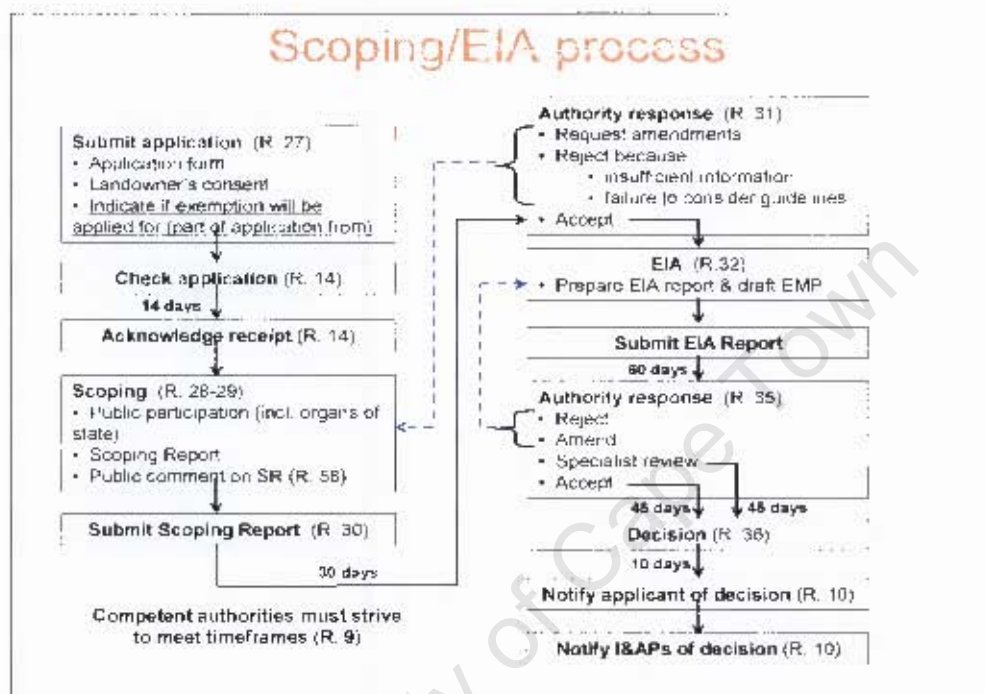 Scoping/EIA process
Submit application (R. 27)
• Application form
• Landowner's consent
• Indicate if exemption will be
applied for (part of application from)
Check application (R. 14)
14 days
Acknowledge receipt (R. 14)
Scoping (R. 28-29)
• Public participation (incl. organs of
state)
• Scoping Report
• Public comment on SR (R. 58)
Submit Scoping Report (R. 30)
30 days
Competent authorities must strive
to meet timeframes (R. 9)
Authority response (R. 31)
• Request amendments
• Reject because
• insufficient information
• failure to consider guidelines
• Accept
EIA (R.32)
• Prepare EIA report & draft EMP
Submit EIA Report
60 days
Authority response (R. 35)
• Reject
• Amend
• Specialist review
• Accept
45 days 45 days
Decision (R. 36)
10 days
Notify applicant of decision (R. 10)
Notify I&APs of decision (R. 10)
y of Cape Town